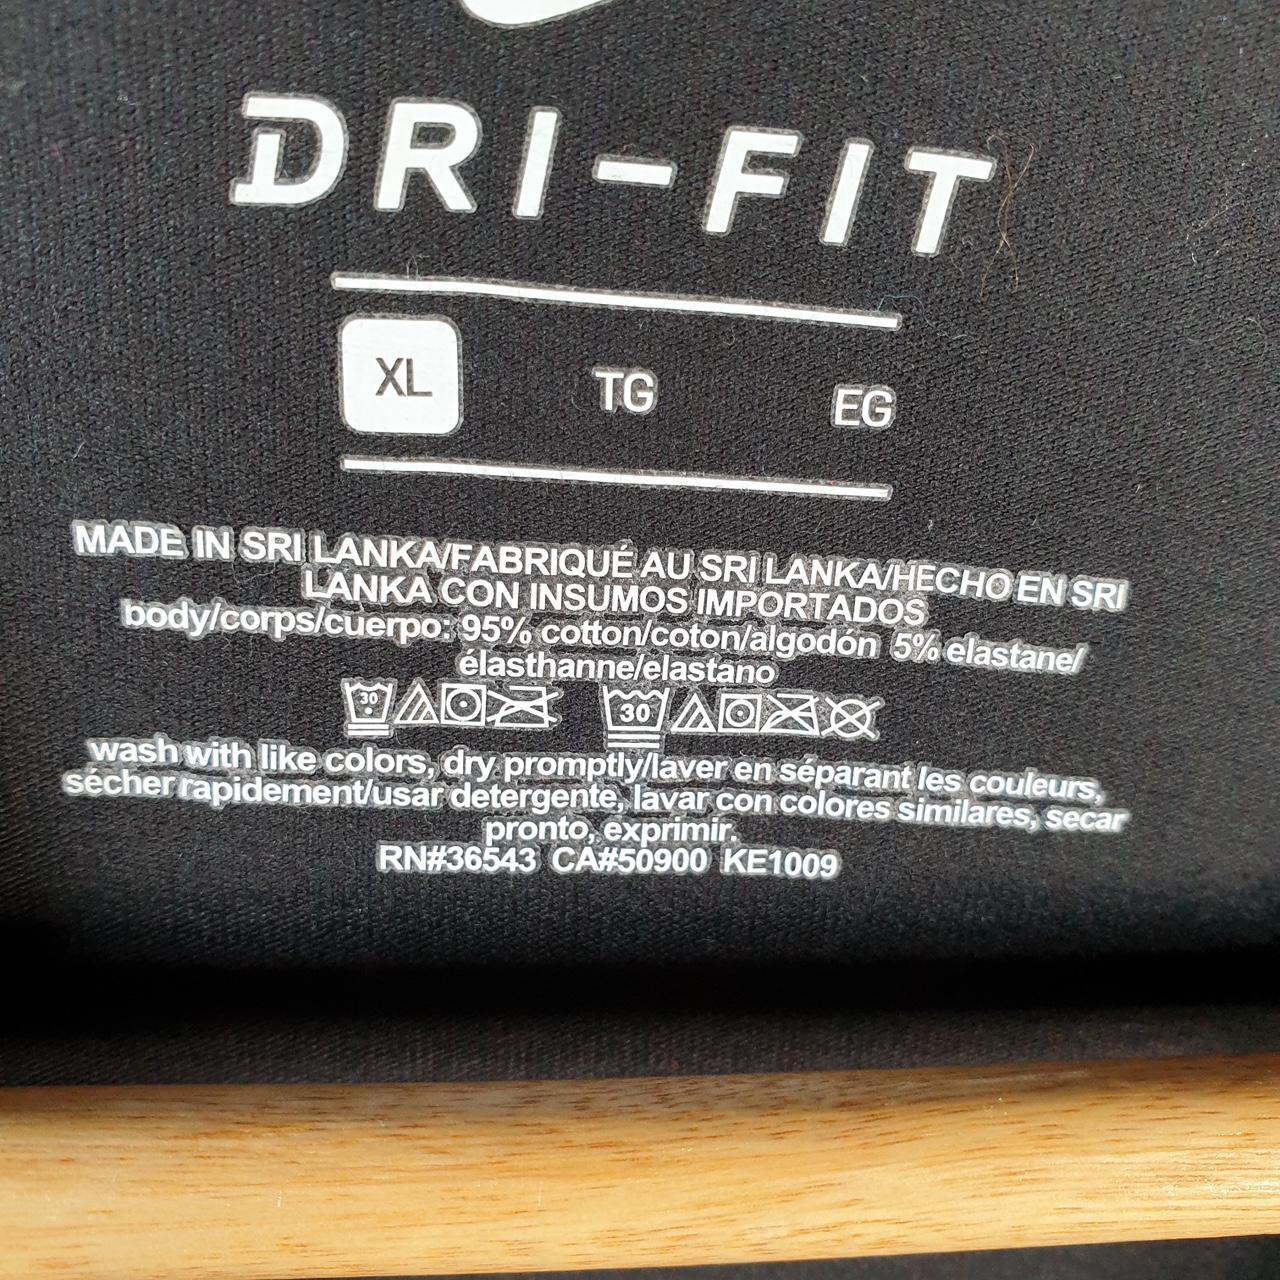 DRI-FIT
XL TG EG
MADE IN SRI LANKA/FABRIQUÉ AU SRI LANKA/HECHO EN SRI
LANKA CON INSUMOS IMPORTADOS
body/corps/cuerpo: 95% cotton/coton/algodón 5% elastane/
élasthanne/elastano
30 30
wash with like colors, dry promptly/laver en séparant les couleurs,
sécher rapidement/usar detergente, lavar con colores similares, secar
pronto, exprimir.
RN#36543 CA#50900 KE1009